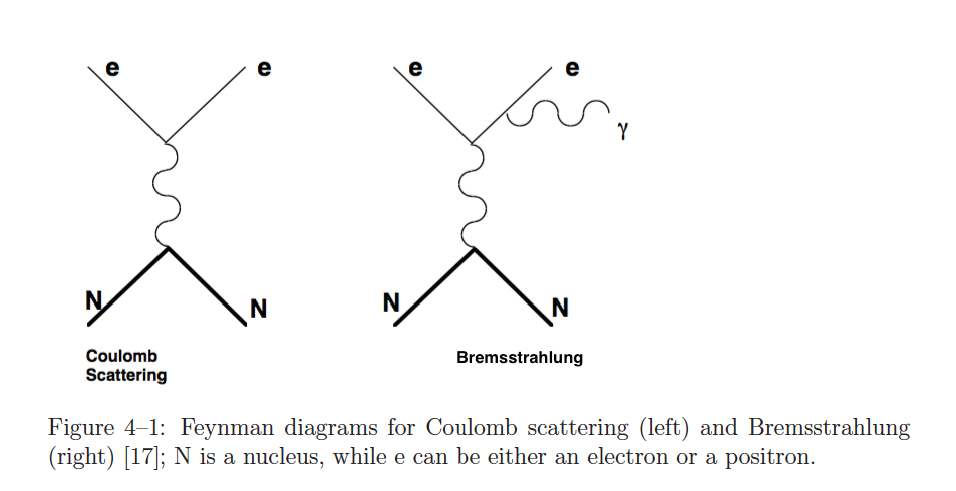 e e e e
γ
N N N N
Coulomb
Scattering
Bremsstrahlung
Figure 4–1: Feynman diagrams for Coulomb scattering (left) and Bremsstrahlung
(right) [17]; N is a nucleus, while e can be either an electron or a positron.